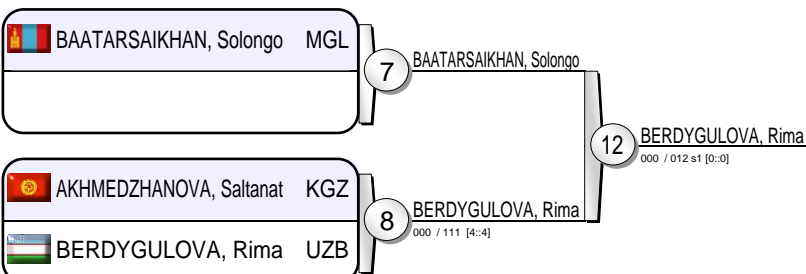 BAATARSAIKHAN, Solongo MGL
7
BAATARSAIKHAN, Solongo
12
BERDYGULOVA, Rima
000 / 012 s1 [0::0]
AKHMEDZHANOVA, Saltanat KGZ
BERDYGULOVA, Rima UZB
8
BERDYGULOVA, Rima
000 / 111 [4::4]